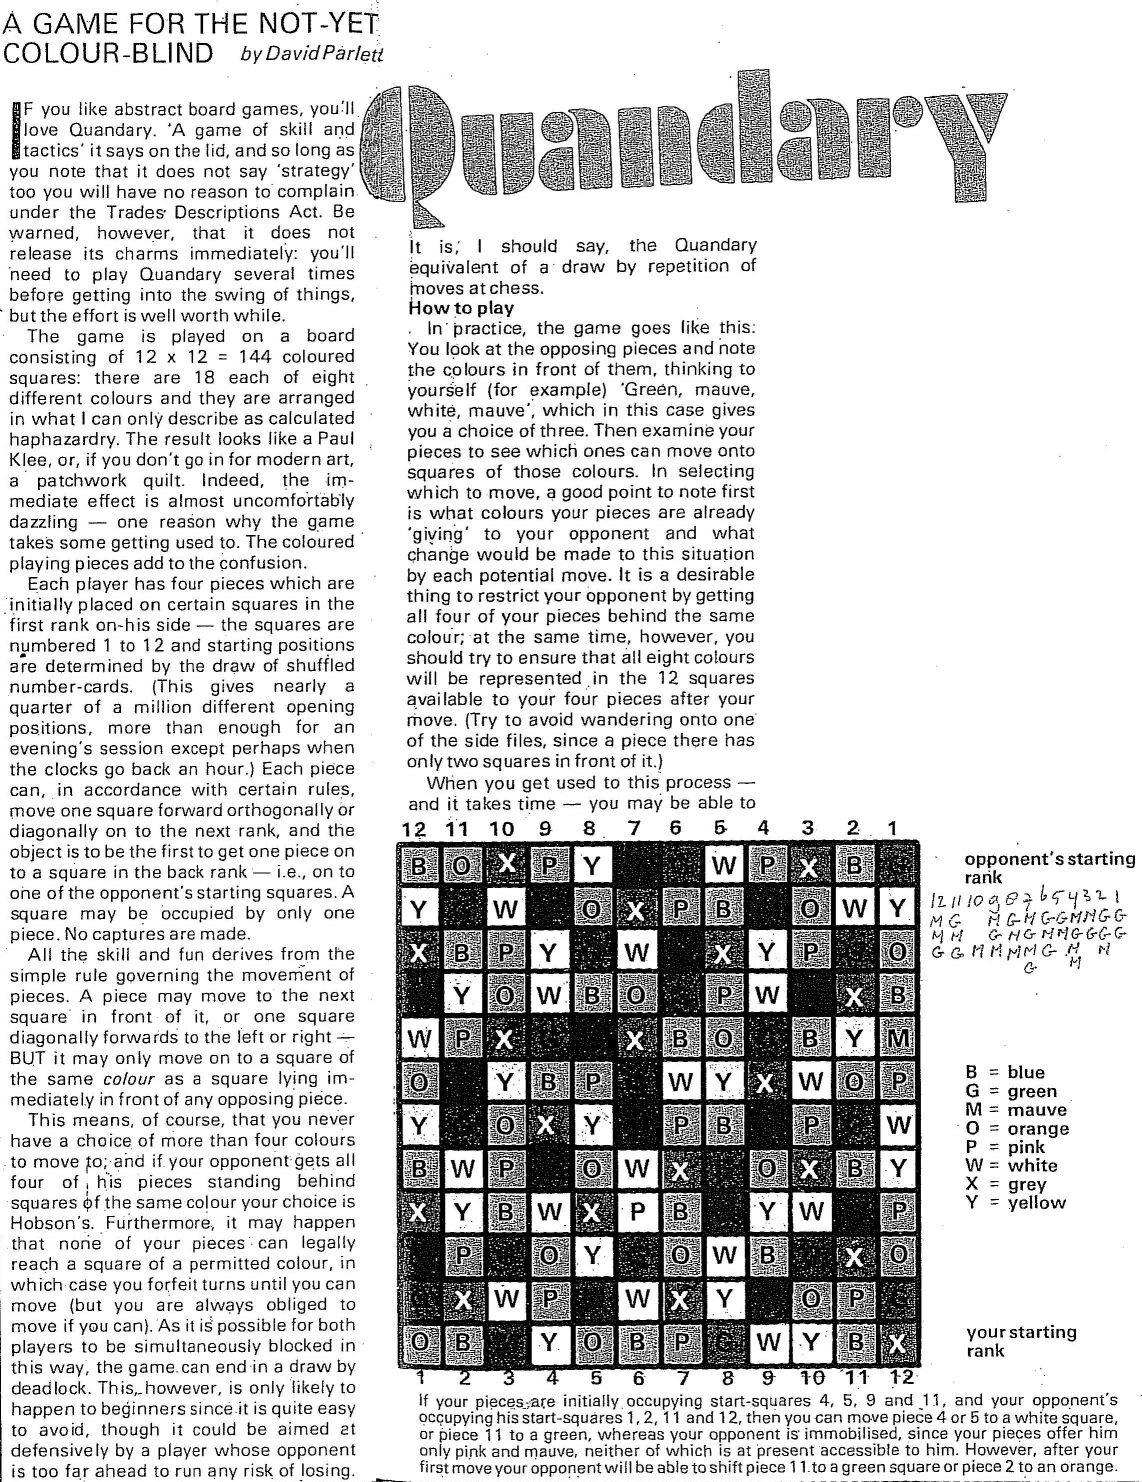 A GAME FOR THE NOT-YET
COLOUR-BLIND by David Parlett
Quandary
IF you like abstract board games, you'll
love Quandary. 'A game of skill and
tactics' it says on the lid, and so long as
you note that it does not say 'strategy'
too you will have no reason to complain
under the Trades Descriptions Act. Be
warned, however, that it does not
release its charms immediately: you'll
need to play Quandary several times
before getting into the swing of things,
but the effort is well worth while.
The game is played on a board
consisting of 12 x 12 = 144 coloured
squares: there are 18 each of eight
different colours and they are arranged
in what I can only describe as calculated
haphazardry. The result looks like a Paul
Klee, or, if you don't go in for modern art,
a patchwork quilt. Indeed, the im-
mediate effect is almost uncomfortably
dazzling — one reason why the game
takes some getting used to. The coloured
playing pieces add to the confusion.
Each player has four pieces which are
initially placed on certain squares in the
first rank on his side — the squares are
numbered 1 to 12 and starting positions
are determined by the draw of shuffled
number-cards. (This gives nearly a
quarter of a million different opening
positions, more than enough for an
evening's session except perhaps when
the clocks go back an hour.) Each piece
can, in accordance with certain rules,
move one square forward orthogonally or
diagonally on to the next rank, and the
object is to be the first to get one piece on
to a square in the back rank — i.e., on to
one of the opponent's starting squares. A
square may be occupied by only one
piece. No captures are made.
All the skill and fun derives from the
simple rule governing the movement of
pieces. A piece may move to the next
square in front of it, or one square
diagonally forwards to the left or right —
BUT it may only move on to a square of
the same colour as a square lying im-
mediately in front of any opposing piece.
This means, of course, that you never
have a choice of more than four colours
to move to; and if your opponent gets all
four of his pieces standing behind
squares of the same colour your choice is
Hobson's. Furthermore, it may happen
that none of your pieces can legally
reach a square of a permitted colour, in
which case you forfeit turns until you can
move (but you are always obliged to
move if you can). As it is possible for both
players to be simultaneously blocked in
this way, the game can end in a draw by
deadlock. This, however, is only likely to
happen to beginners since it is quite easy
to avoid, though it could be aimed at
defensively by a player whose opponent
is too far ahead to run any risk of losing.
It is, I should say, the Quandary
equivalent of a draw by repetition of
moves at chess.
How to play
In practice, the game goes like this:
You look at the opposing pieces and note
the colours in front of them, thinking to
yourself (for example) 'Green, mauve,
white, mauve', which in this case gives
you a choice of three. Then examine your
pieces to see which ones can move onto
squares of those colours. In selecting
which to move, a good point to note first
is what colours your pieces are already
'giving' to your opponent and what
change would be made to this situation
by each potential move. It is a desirable
thing to restrict your opponent by getting
all four of your pieces behind the same
colour; at the same time, however, you
should try to ensure that all eight colours
will be represented in the 12 squares
available to your four pieces after your
move. (Try to avoid wandering onto one
of the side files, since a piece there has
only two squares in front of it.)
When you get used to this process —
and it takes time — you may be able to
12 11 10 9 8 7 6 5 4 3 2 1
B O X P Y W P X B
Y W O X P B O W Y
X B P Y W X Y P O
Y O W B O P W X B
W P X X B O B Y M
O Y B P W Y X W O P
Y O X Y P B P W
B W P O W X O X B Y
X Y B W X P B Y W P
P O Y O W B X O
X W P W X Y O P G
O B Y O B P G W Y B X
1 2 3 4 5 6 7 8 9 10 11 12
opponent's starting
rank
12 11 10 9 8 7 6 5 4 3 2 1
M G M G M G G M M G G
M M G M G M M G G G G
G G M M M M G M M
G M
B = blue
G = green
M = mauve
O = orange
P = pink
W = white
X = grey
Y = yellow
your starting
rank
If your pieces are initially occupying start-squares 4, 5, 9 and 11, and your opponent's
occupying his start-squares 1, 2, 11 and 12, then you can move piece 4 or 5 to a white square,
or piece 11 to a green, whereas your opponent is immobilised, since your pieces offer him
only pink and mauve, neither of which is at present accessible to him. However, after your
first move your opponent will be able to shift piece 11 to a green square or piece 2 to an orange.